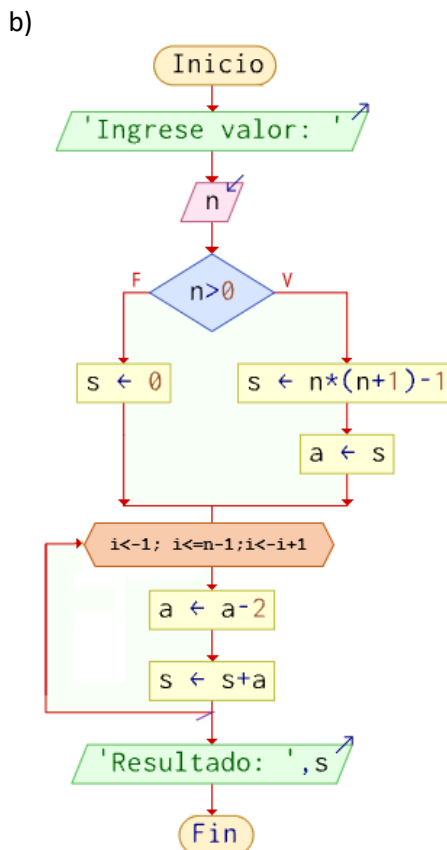 b)
Inicio
'Ingrese valor: '
n
F
n>0
V
s ← 0
s ← n*(n+1)-1
a ← s
i<-1; i<=n-1;i<-i+1
a ← a-2
s ← s+a
'Resultado: ',s
Fin